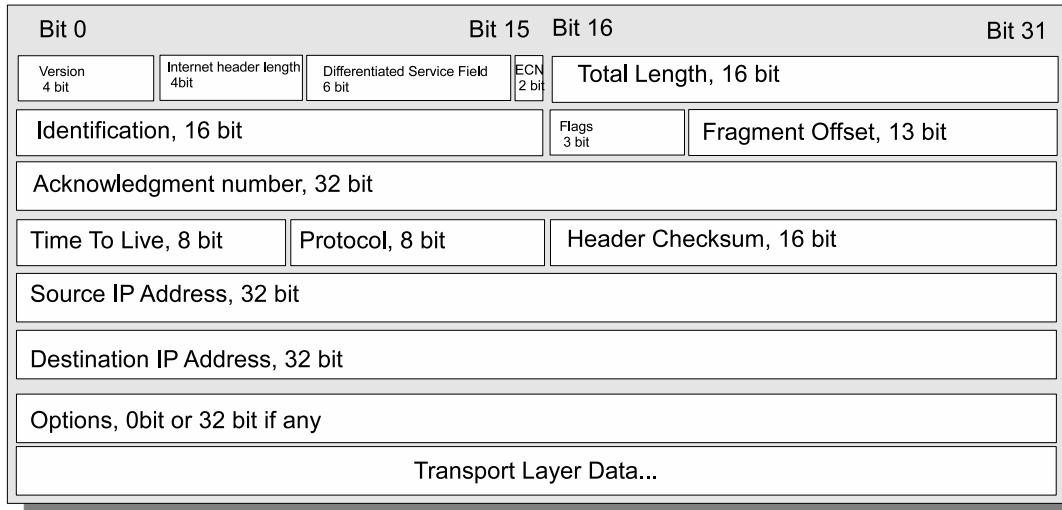 Bit 0 Bit 15 Bit 16 Bit 31
Version
4 bit
Internet header length
4bit
Differentiated Service Field
6 bit
ECN
2 bit
Total Length, 16 bit
Identification, 16 bit
Flags
3 bit
Fragment Offset, 13 bit
Acknowledgment number, 32 bit
Time To Live, 8 bit
Protocol, 8 bit
Header Checksum, 16 bit
Source IP Address, 32 bit
Destination IP Address, 32 bit
Options, 0bit or 32 bit if any
Transport Layer Data...